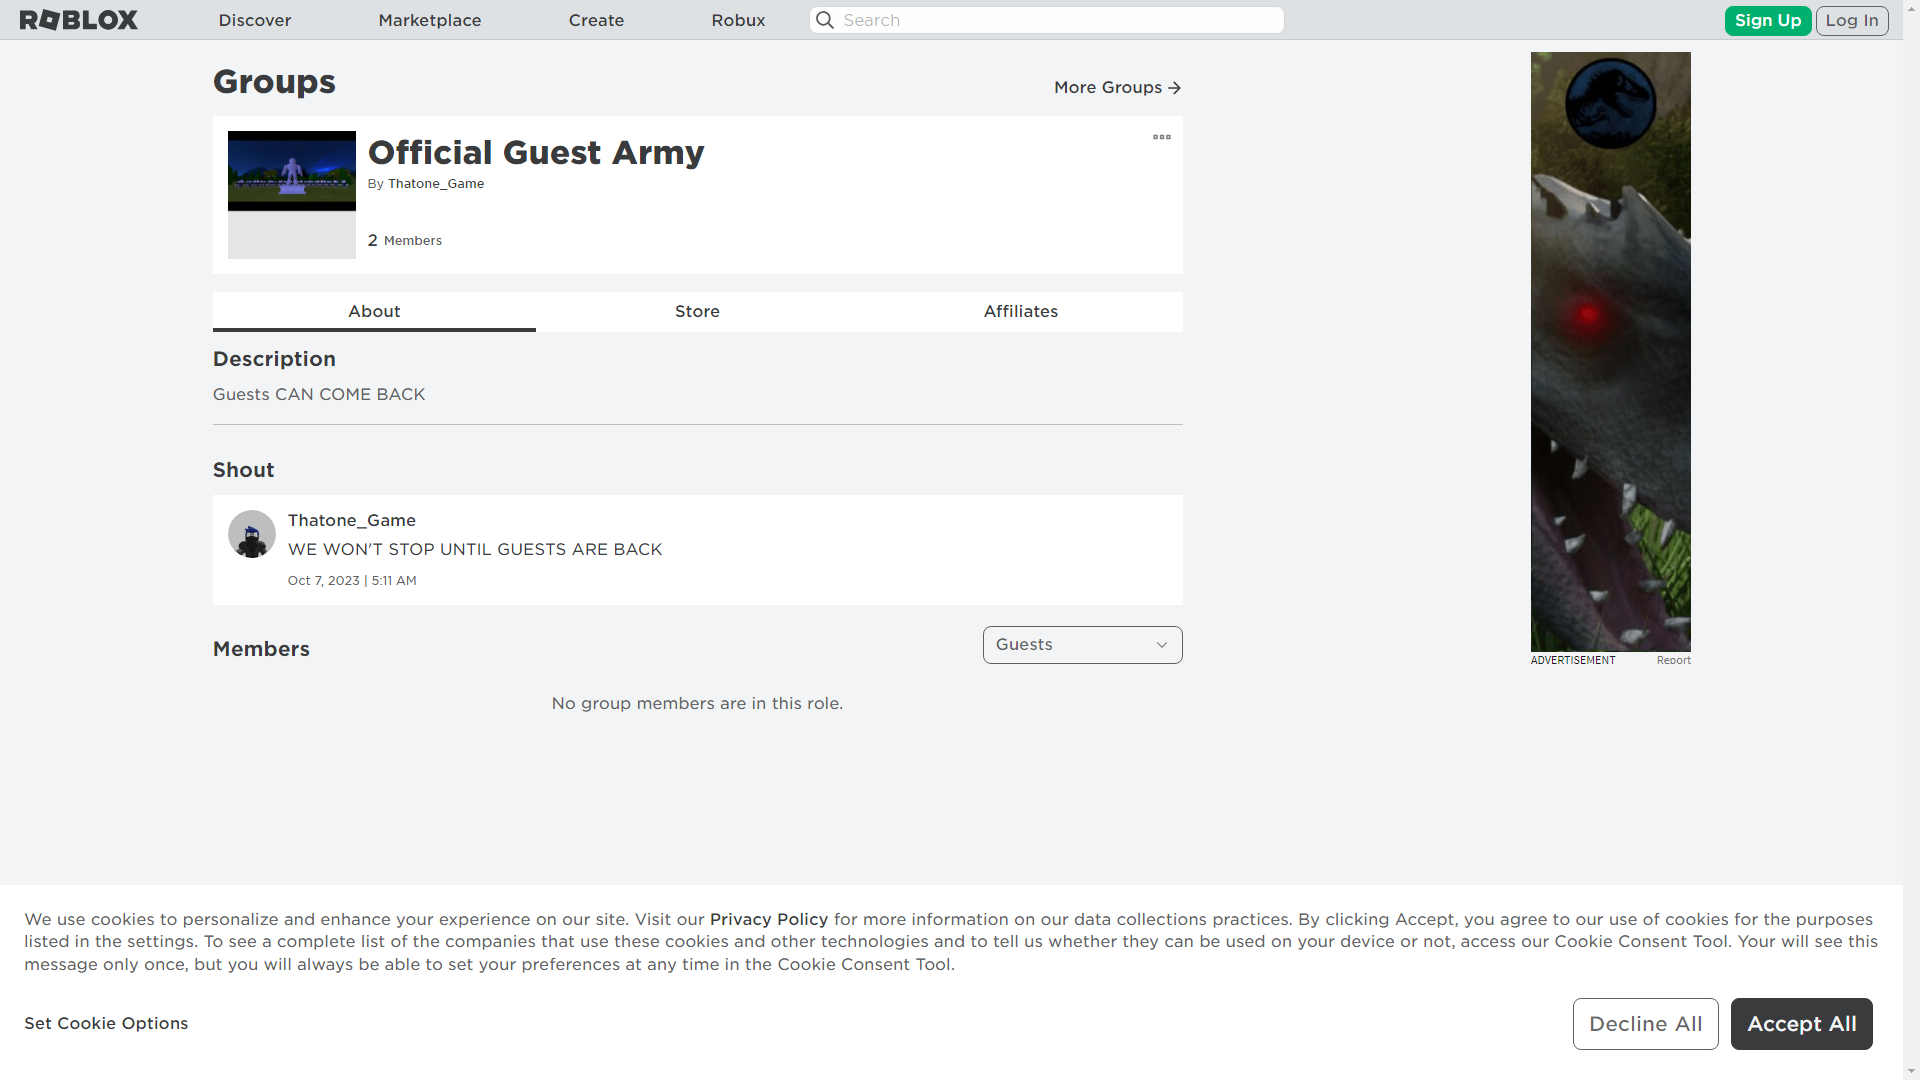 ROBLOX
Discover
Marketplace
Create
Robux
Search
Sign Up
Log In
Groups
More Groups
Official Guest Army
By Thatone_Game
2 Members
About
Store
Affiliates
Description
Guests CAN COME BACK
Shout
Thatone_Game
WE WON'T STOP UNTIL GUESTS ARE BACK
Oct 7, 2023 | 5:11 AM
Members
Guests
No group members are in this role.
ADVERTISEMENT
Report
We use cookies to personalize and enhance your experience on our site. Visit our Privacy Policy for more information on our data collections practices. By clicking Accept, you agree to our use of cookies for the purposes
listed in the settings. To see a complete list of the companies that use these cookies and other technologies and to tell us whether they can be used on your device or not, access our Cookie Consent Tool. Your will see this
message only once, but you will always be able to set your preferences at any time in the Cookie Consent Tool.
Set Cookie Options
Decline All
Accept All